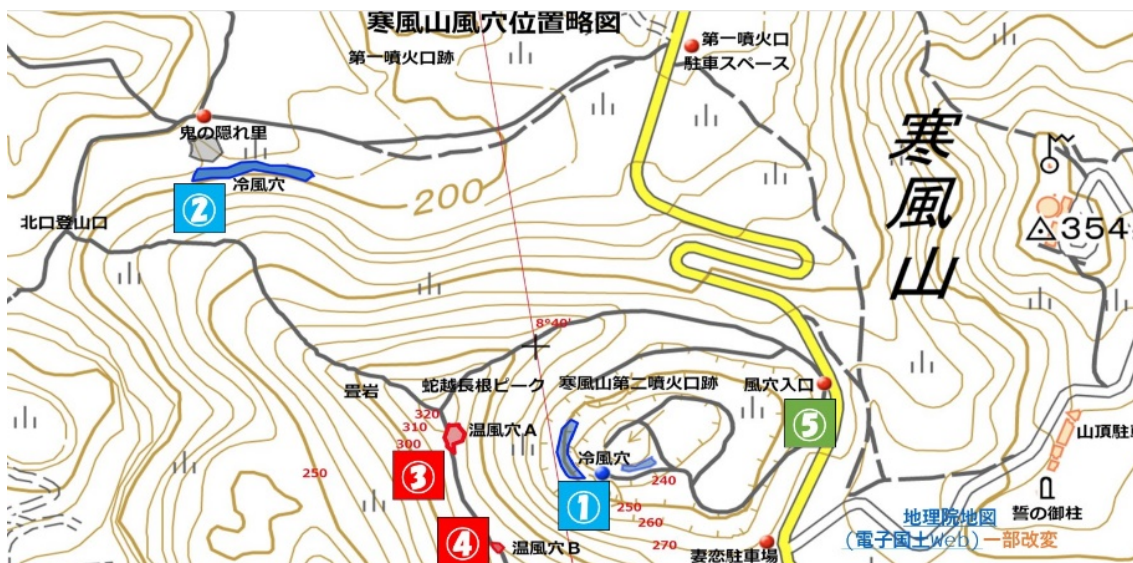 寒風山風穴位置略図
第一噴火口
駐車スペース
第一噴火口跡
鬼の隠れ里
寒風山
冷風穴
②
200
北口登山口
354
8°40'
畳岩
蛇越長根ピーク
寒風山第二噴火口跡
風穴入口
320
310
300
温風穴A
⑤
山頂駐
250
③
冷風穴
240
①
250
誓の御柱
260
地理院地図
(電子国土Web)一部改変
④
温風穴B
270
妻恋駐車場